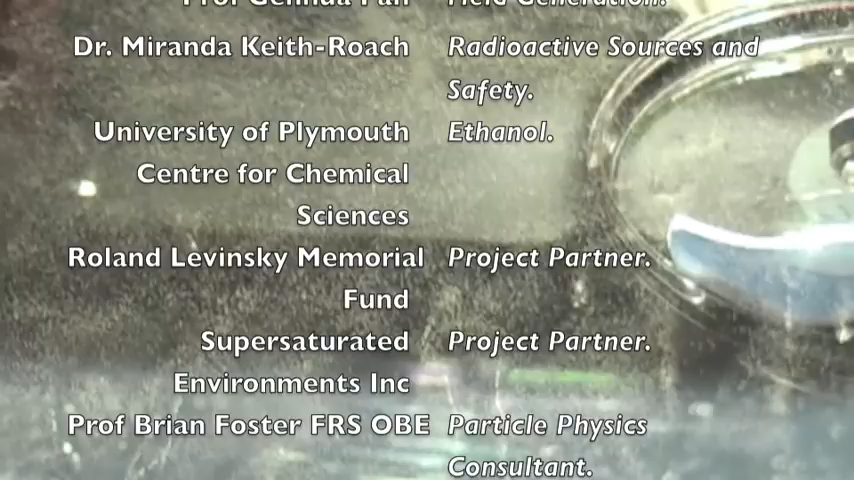 Dr. Miranda Keith-Roach Radioactive Sources and
Safety.
University of Plymouth Ethanol.
Centre for Chemical
Sciences
Roland Levinsky Memorial Project Partner.
Fund
Supersaturated Project Partner.
Environments Inc
Prof Brian Foster FRS OBE Particle Physics
Consultant.